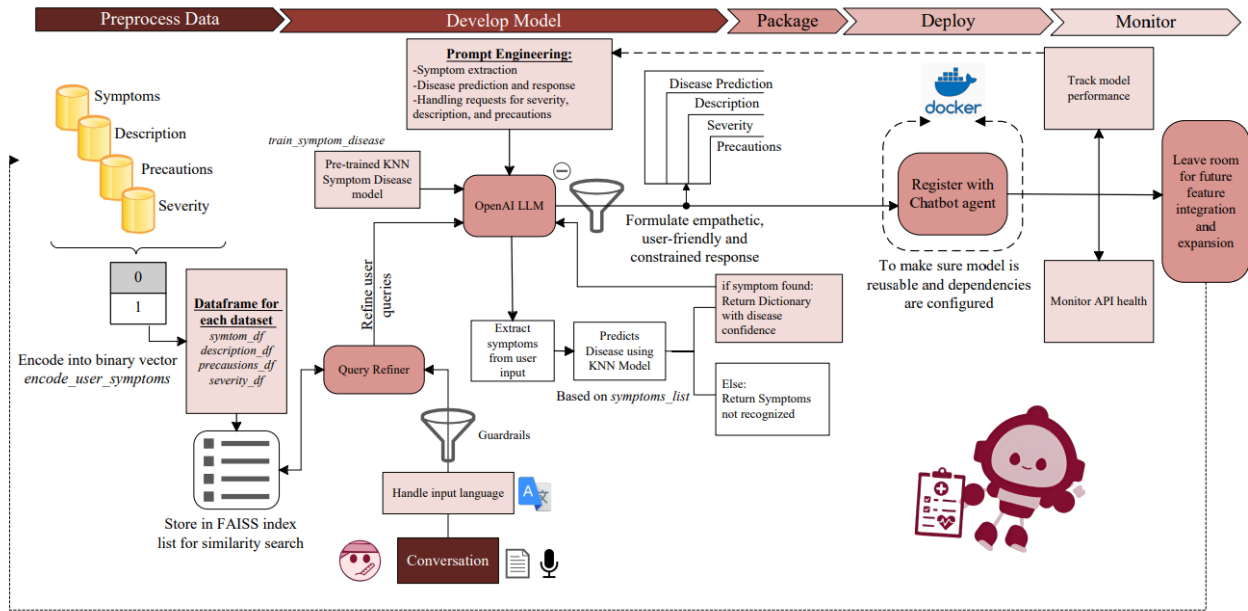 Preprocess Data
Develop Model
Package
Deploy
Monitor
Symptoms
Description
Precautions
Severity
0
1
Encode into binary vector
encode_user_symptoms
Dataframe for
each dataset
symtom_df
description_df
precausions_df
severity_df
Store in FAISS index
list for similarity search
Prompt Engineering:
-Symptom extraction
-Disease prediction and response
-Handling requests for severity,
description, and precautions
train_symptom_disease
Pre-trained KNN
Symptom Disease
model
OpenAI LLM
Refine user
queries
Query Refiner
Guardrails
Handle input language
A
文
Conversation
Extract
symptoms
from user
input
Predicts
Disease using
KNN Model
Based on symptoms_list
if symptom found:
Return Dictionary
with disease
confidence
Else:
Return Symptoms
not recognized
Disease Prediction
Description
Severity
Precautions
Formulate empathetic,
user-friendly and
constrained response
docker
Register with
Chatbot agent
To make sure model is
reusable and dependencies
are configured
Track model
performance
Monitor API health
Leave room
for future
feature
integration
and
expansion